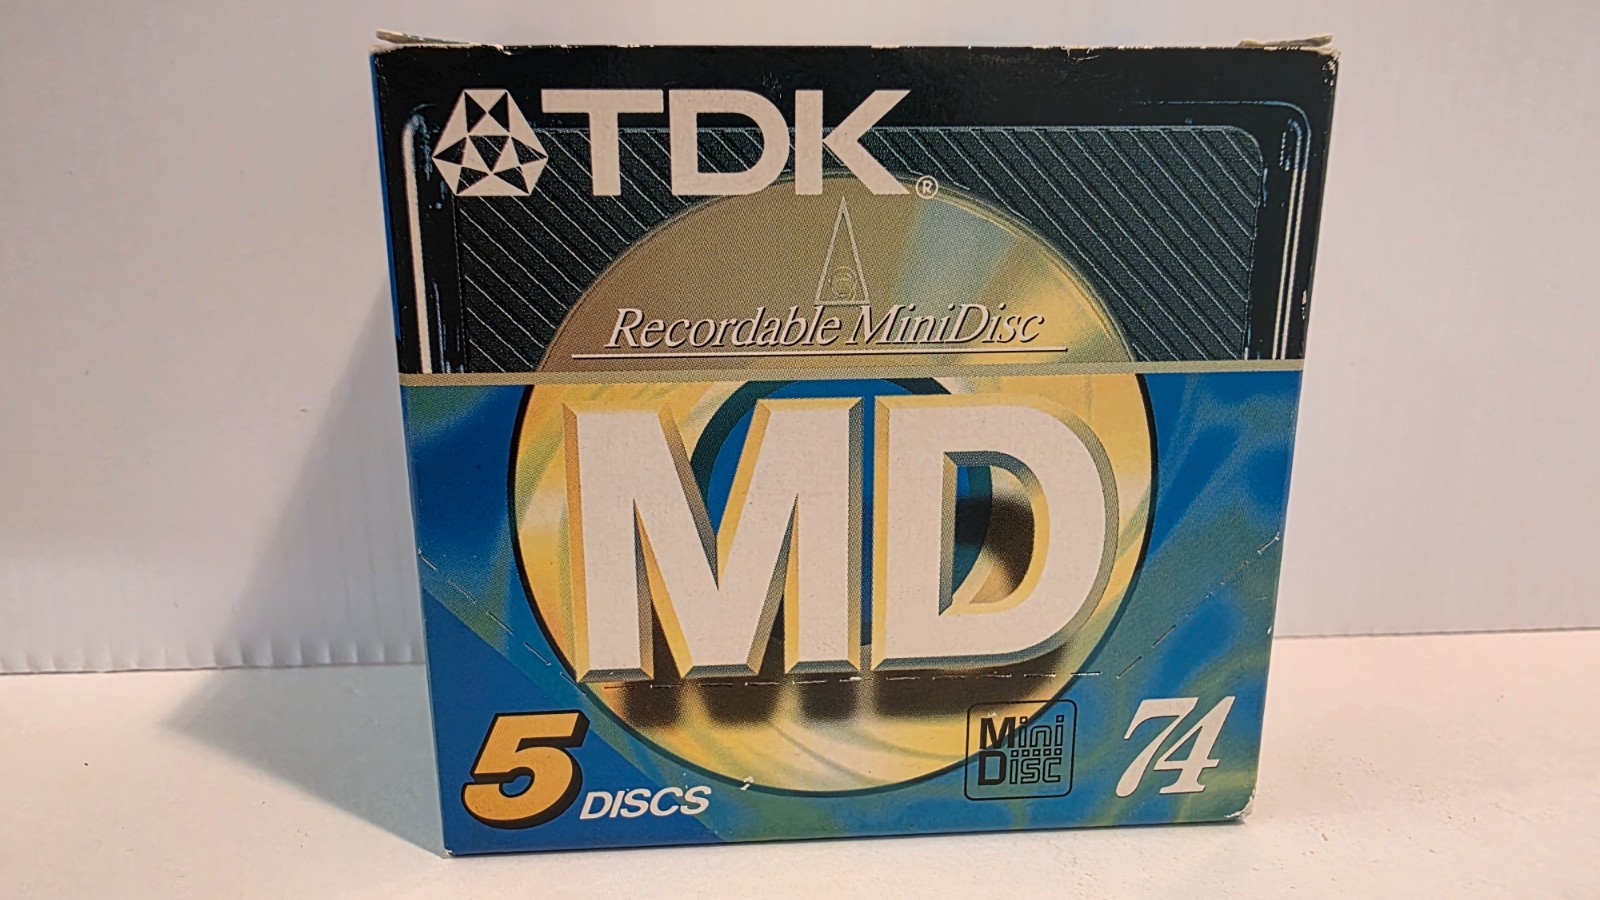 TDK®
Recordable MiniDisc
MD
5 DISCS
Mini
Disc
74